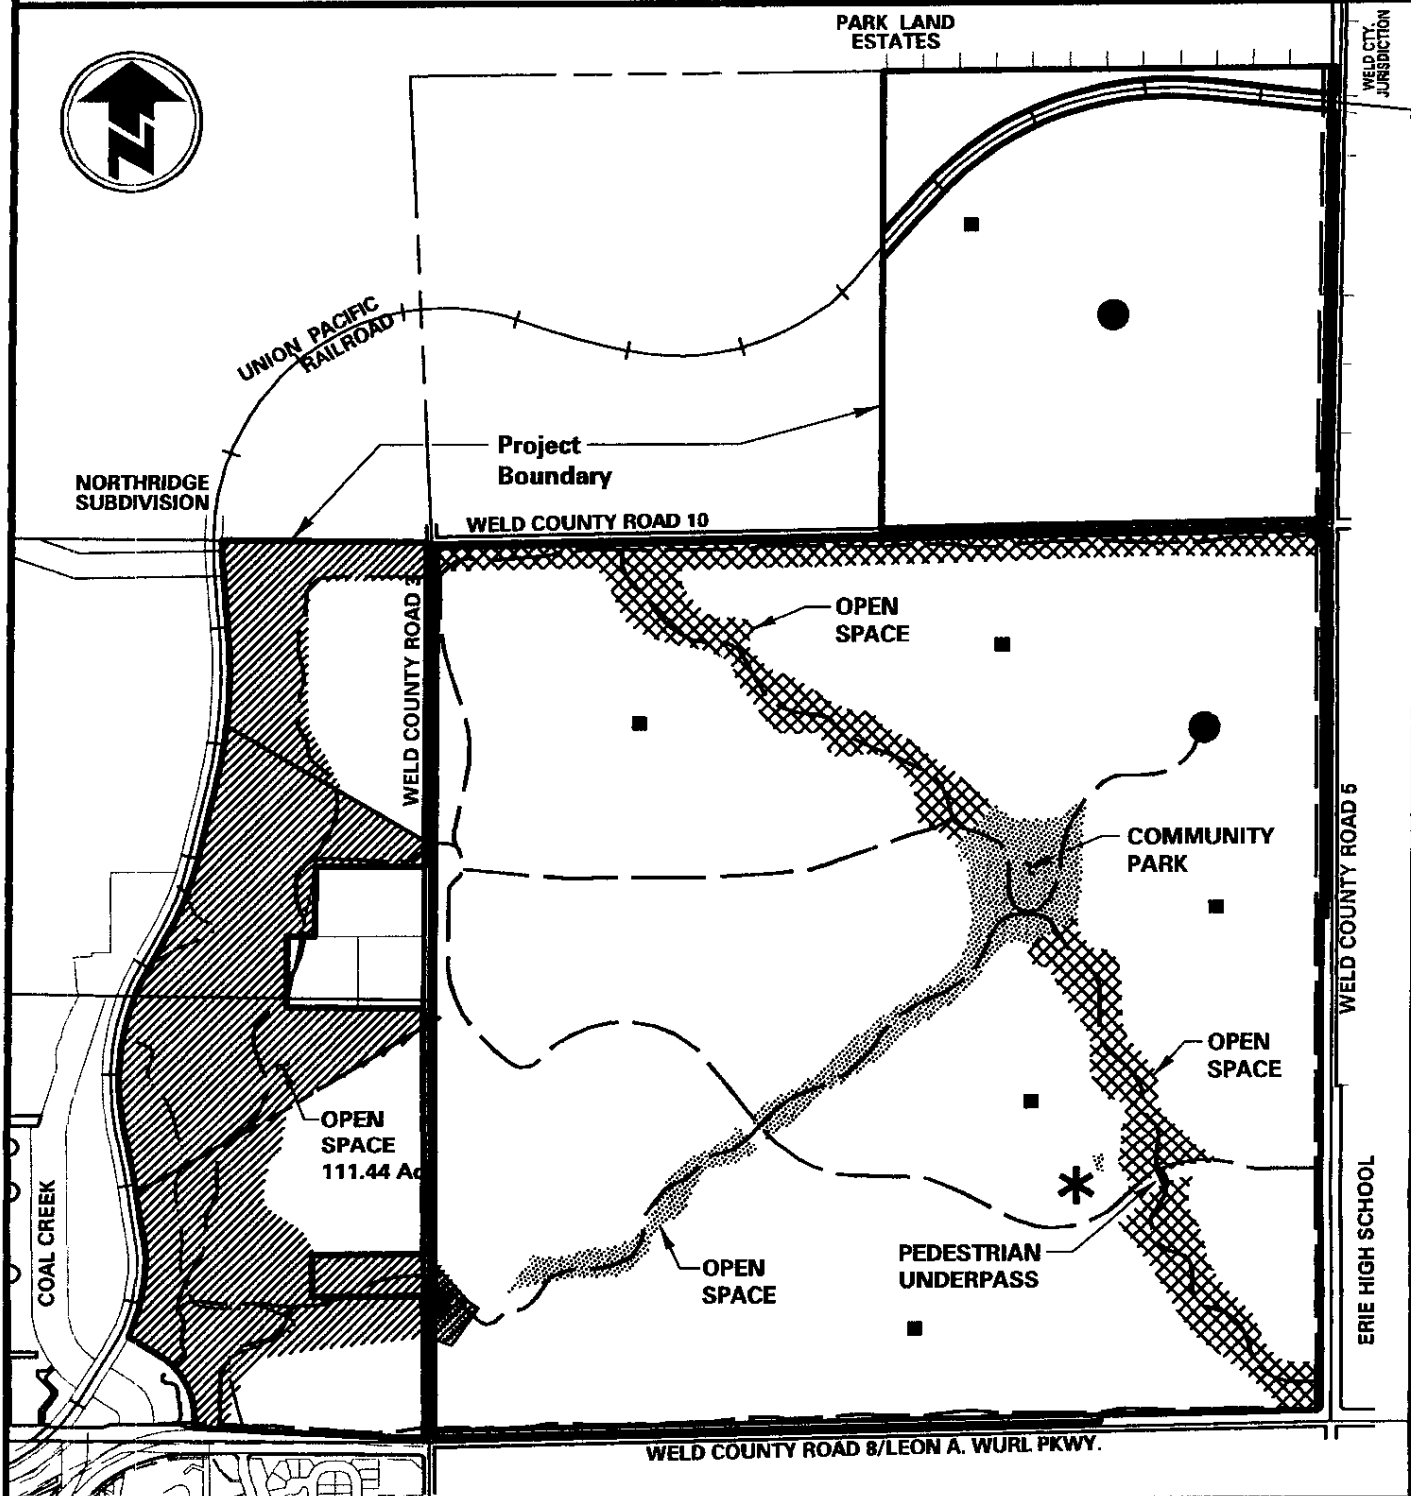 PARK LAND
ESTATES
WELD CTY.
JURISDICTION
N
UNION PACIFIC
RAILROAD
Project
Boundary
NORTHRIDGE
SUBDIVISION
WELD COUNTY ROAD 10
WELD COUNTY ROAD 3
OPEN
SPACE
COMMUNITY
PARK
WELD COUNTY ROAD 5
OPEN
SPACE
OPEN
SPACE
111.44 Ac
COAL CREEK
OPEN
SPACE
PEDESTRIAN
UNDERPASS
ERIE HIGH SCHOOL
WELD COUNTY ROAD 8/LEON A. WURL PKWY.